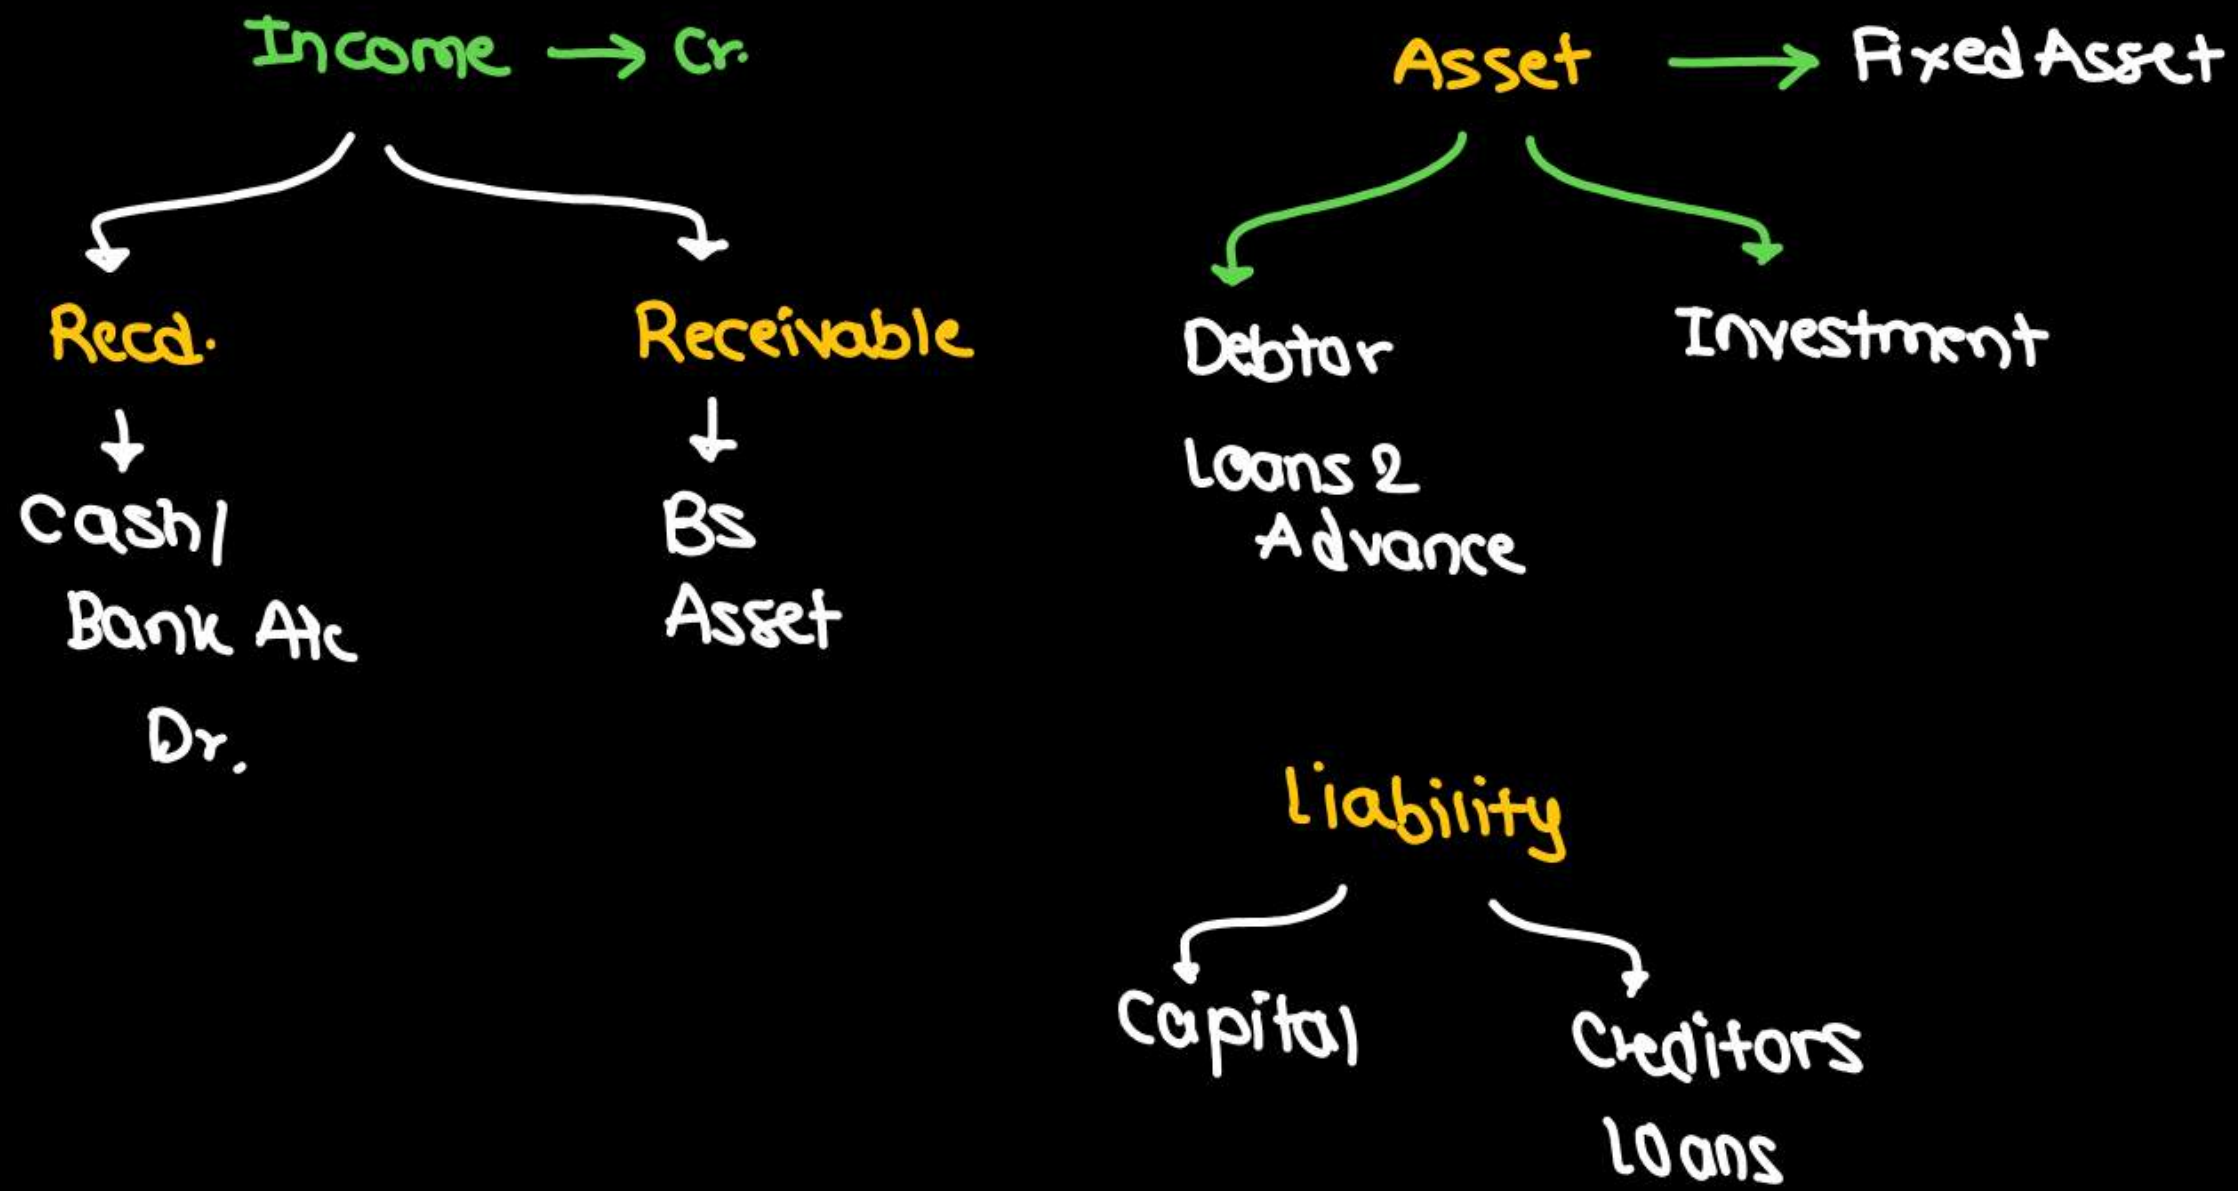 Income → Cr.
Recd.
Receivable
Cash/
Bank A/c
Dr.
BS
Asset
Asset → Fixed Asset
Debtor
Investment
Loans &
Advance
Liability
Capital
Creditors
Loans